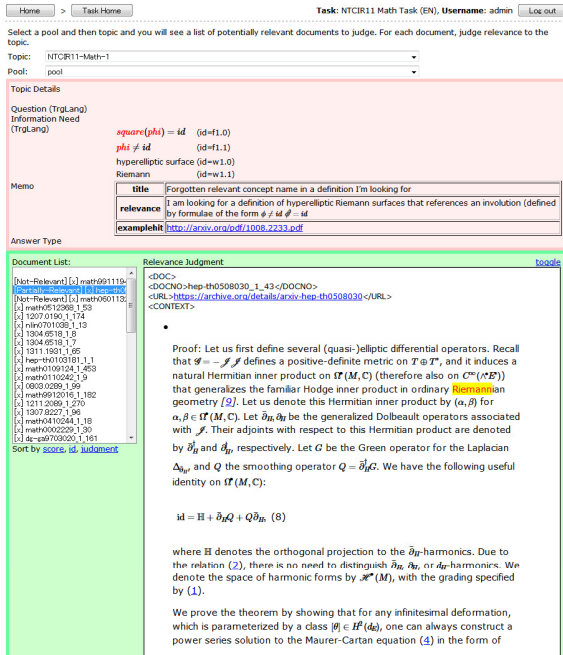 Home > Task Home Task: NTCIR11 Math Task (EN), Username: admin Log out
Select a pool and then topic and you will see a list of potentially relevant documents to judge. For each document, judge relevance to the
topic.
Topic: NTCIR11-Math-1
Pool: pool
Topic Details
Question (TrgLang)
Information Need
(TrgLang)
square(phi) = id (id=f1.0)
phi ≠ id (id=f1.1)
hyperelliptic surface (id=w1.0)
Riemann (id=w1.1)
Memo
title Forgotten relevant concept name in a definition I'm looking for
relevance I am looking for a definition of hyperelliptic Riemann surfaces that references an involution (defined
by formulae of the form ϕ ≠ id ϕ² = id
examplehit http://arxiv.org/pdf/1008.2233.pdf
Answer Type
Document List:
[Not-Relevant] [x] math991119
[Partially-Relevant] [x] hep-th05
[Not-Relevant] [x] math060113
[x] math0512368_1_53
[x] 1207.0190_1_174
[x] nlin0701038_1_13
[x] 1304.6518_1_8
[x] 1304.6518_1_7
[x] 1311.1931_1_65
[x] hep-th0103181_1_1
[x] math0109124_1_453
[x] math0110242_1_9
[x] 0803.0289_1_99
[x] math9912016_1_182
[x] 1211.2089_1_270
[x] 1307.8227_1_96
[x] math0410244_1_18
[x] math0002229_1_30
[x] dg-ga9703020_1_161
Sort by score, id, judgment
Relevance Judgment toggle
<DOC>
<DOCNO>hep-th0508030_1_43</DOCNO>
<URL>https://archive.org/details/arxiv-hep-th0508030</URL>
<CONTEXT>
•
Proof: Let us first define several (quasi-)elliptic differential operators. Recall
that 𝒢 = −𝒥 𝒥 defines a positive-definite metric on T ⊕ T*, and it induces a
natural Hermitian inner product on Ω•(M, ℂ) (therefore also on C∞(∧•E*))
that generalizes the familiar Hodge inner product in ordinary Riemannian
geometry [9]. Let us denote this Hermitian inner product by (α, β) for
α, β ∈ Ω•(M, ℂ). Let ∂̄_H, ∂_H be the generalized Dolbeault operators associated
with 𝒥. Their adjoints with respect to this Hermitian product are denoted
by ∂̄†_H and ∂†_H, respectively. Let G be the Green operator for the Laplacian
Δ_∂̄_H, and Q the smoothing operator Q = ∂̄†_H G. We have the following useful
identity on Ω•(M, ℂ):
id = ℍ + ∂̄_H Q + Q∂̄_H, (8)
where ℍ denotes the orthogonal projection to the ∂̄_H-harmonics. Due to
the relation (2), there is no need to distinguish ∂̄_H, ∂_H, or d_H-harmonics. We
denote the space of harmonic forms by ℋ•(M), with the grading specified
by (1).
We prove the theorem by showing that for any infinitesimal deformation,
which is parameterized by a class [θ] ∈ H²(d_E), one can always construct a
power series solution to the Maurer-Cartan equation (4) in the form of